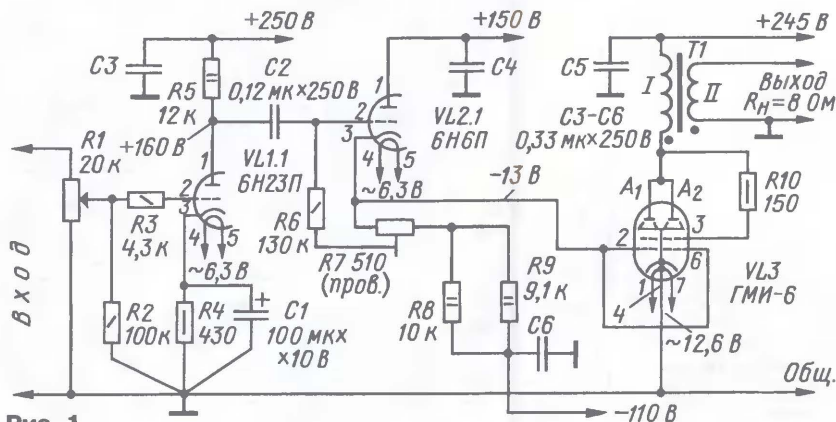 +250 В
+150 В
+245 В
C3
R5
12 к
C2
0,12 мк×250 В
1
C4
C5
I
T1
II
Выход
Rн=8 Ом
C3–C6
0,33 мк×250 В
2
3
VL2.1
6Н6П
+160 В
1
VL1.1
6Н23П
4
5
~6,3 В
−13 В
A1
A2
R10
150
R1
20 к
2
3
R3
4,3 к
4
5
~6,3 В
R6
130 к
R7 510
(пров.)
R9
9,1 к
2
3
6
1
7
4
VL3
ГМИ-6
Вход
R2
100к
R4
430
+
C1
100 мк×
×10 В
R8
10 к
C6
~12,6 В
Общ.
−110 В
Рис. 1